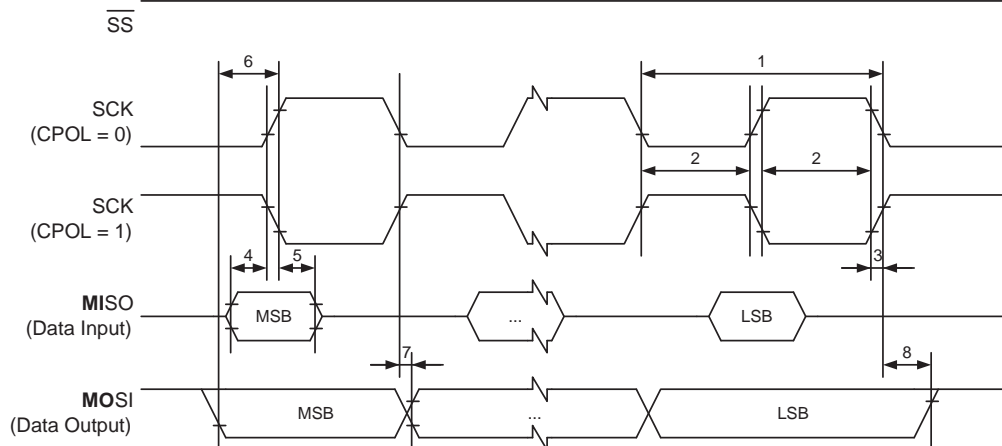 SS
6
1
SCK
(CPOL = 0)
2
2
SCK
(CPOL = 1)
4
5
3
MISO
(Data Input)
MSB
...
LSB
7
8
MOSI
(Data Output)
MSB
...
LSB